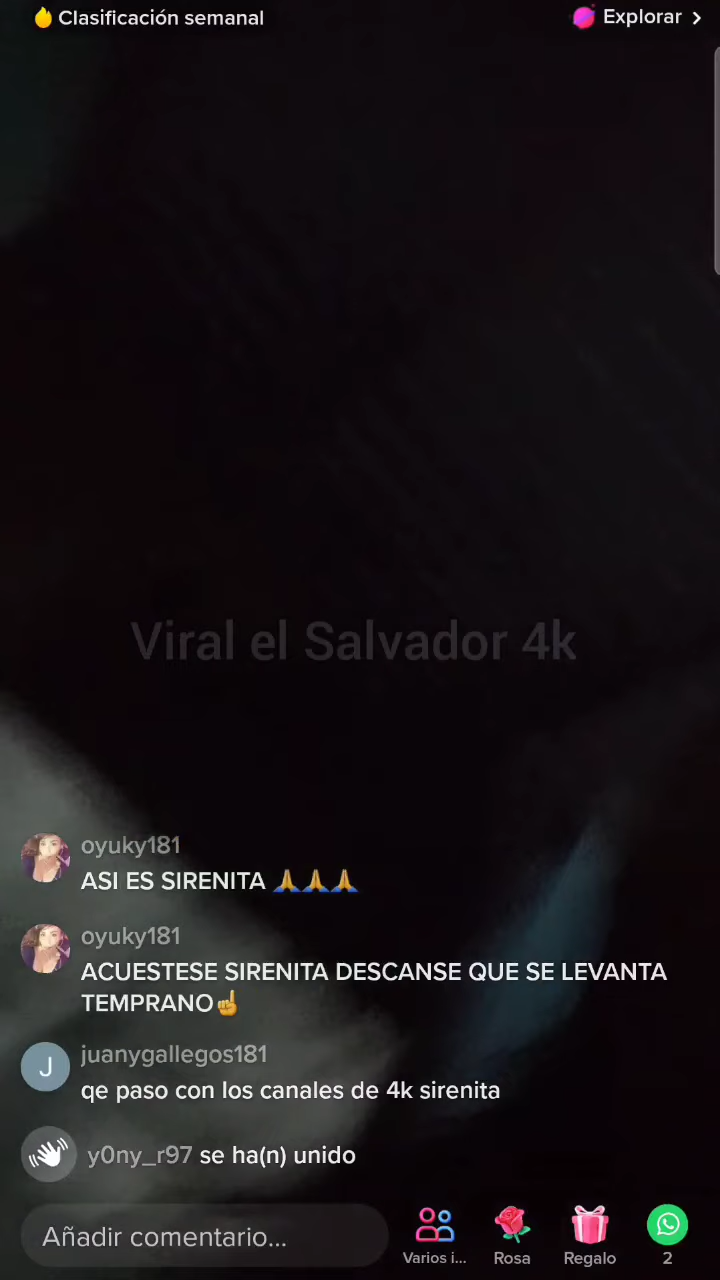 Clasificación semanal
Explorar
Viral el Salvador 4k
oyuky181
ASI ES SIRENITA 🙏🙏🙏
oyuky181
ACUESTESE SIRENITA DESCANSE QUE SE LEVANTA
TEMPRANO☝️
J
juanygallegos181
qe paso con los canales de 4k sirenita
y0ny_r97 se ha(n) unido
Añadir comentario...
Varios i...
Rosa
Regalo
2